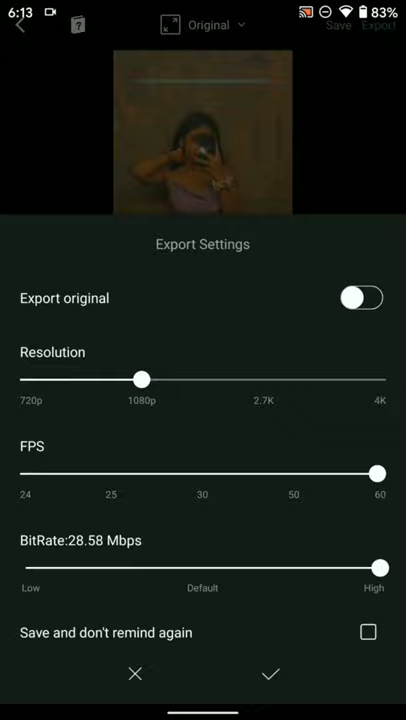 6:13 83%
? Original Save Export
Export Settings
Export original
Resolution
720p 1080p 2.7K 4K
FPS
24 25 30 50 60
BitRate:28.58 Mbps
Low Default High
Save and don't remind again